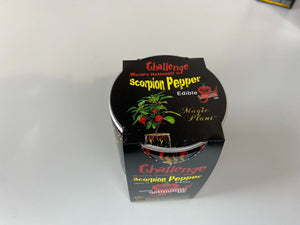 Challenge
World's Hottest!!!
Scorpion Pepper
Edible
Magic Plant
Challenge
Scorpion Pepper